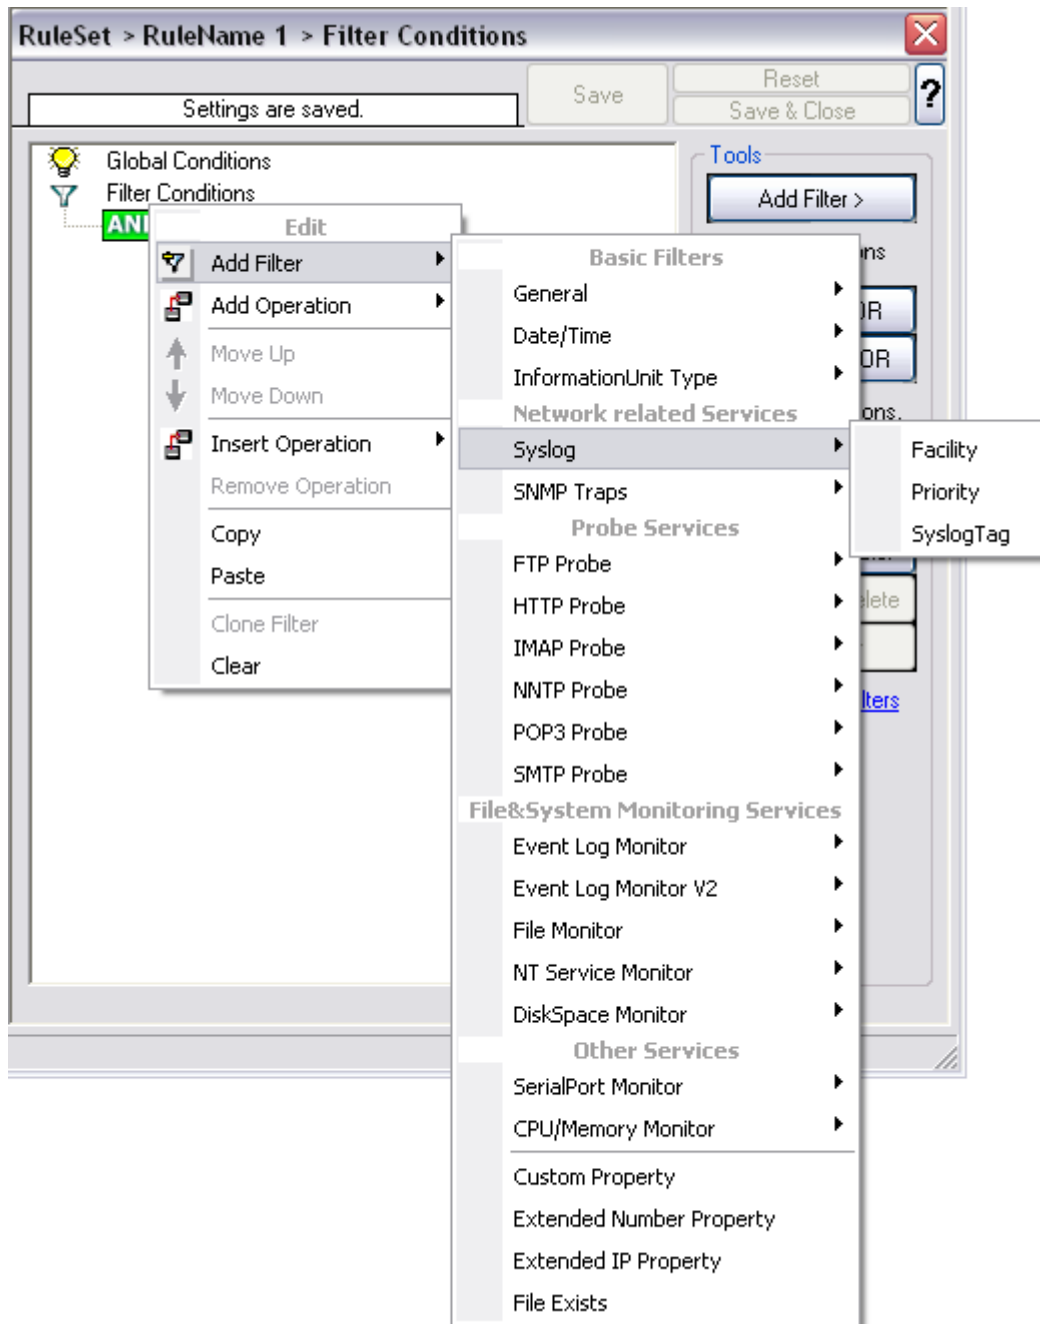 RuleSet > RuleName 1 > Filter Conditions
Settings are saved.
Save
Reset
Save & Close
?
Global Conditions
Filter Conditions
Tools
Add Filter >
Edit
Add Filter
Add Operation
Move Up
Move Down
Insert Operation
Remove Operation
Copy
Paste
Clone Filter
Clear
Basic Filters
General
Date/Time
InformationUnit Type
Network related Services
Syslog
SNMP Traps
Probe Services
FTP Probe
HTTP Probe
IMAP Probe
NNTP Probe
POP3 Probe
SMTP Probe
File&System Monitoring Services
Event Log Monitor
Event Log Monitor V2
File Monitor
NT Service Monitor
DiskSpace Monitor
Other Services
SerialPort Monitor
CPU/Memory Monitor
Custom Property
Extended Number Property
Extended IP Property
File Exists
Facility
Priority
SyslogTag